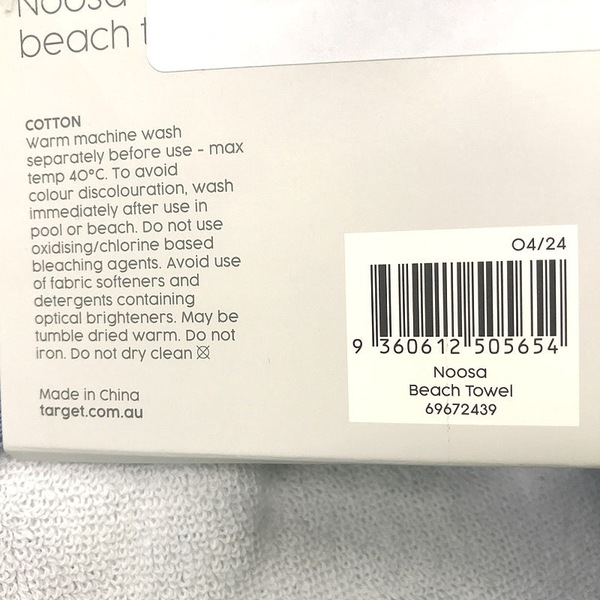 Noosa
beach t
COTTON
Warm machine wash
separately before use - max
temp 40°C. To avoid
colour discolouration, wash
immediately after use in
pool or beach. Do not use
oxidising/chlorine based
bleaching agents. Avoid use
of fabric softeners and
detergents containing
optical brighteners. May be
tumble dried warm. Do not
iron. Do not dry clean
Made in China
target.com.au
04/24
9 360612 505654
Noosa
Beach Towel
69672439